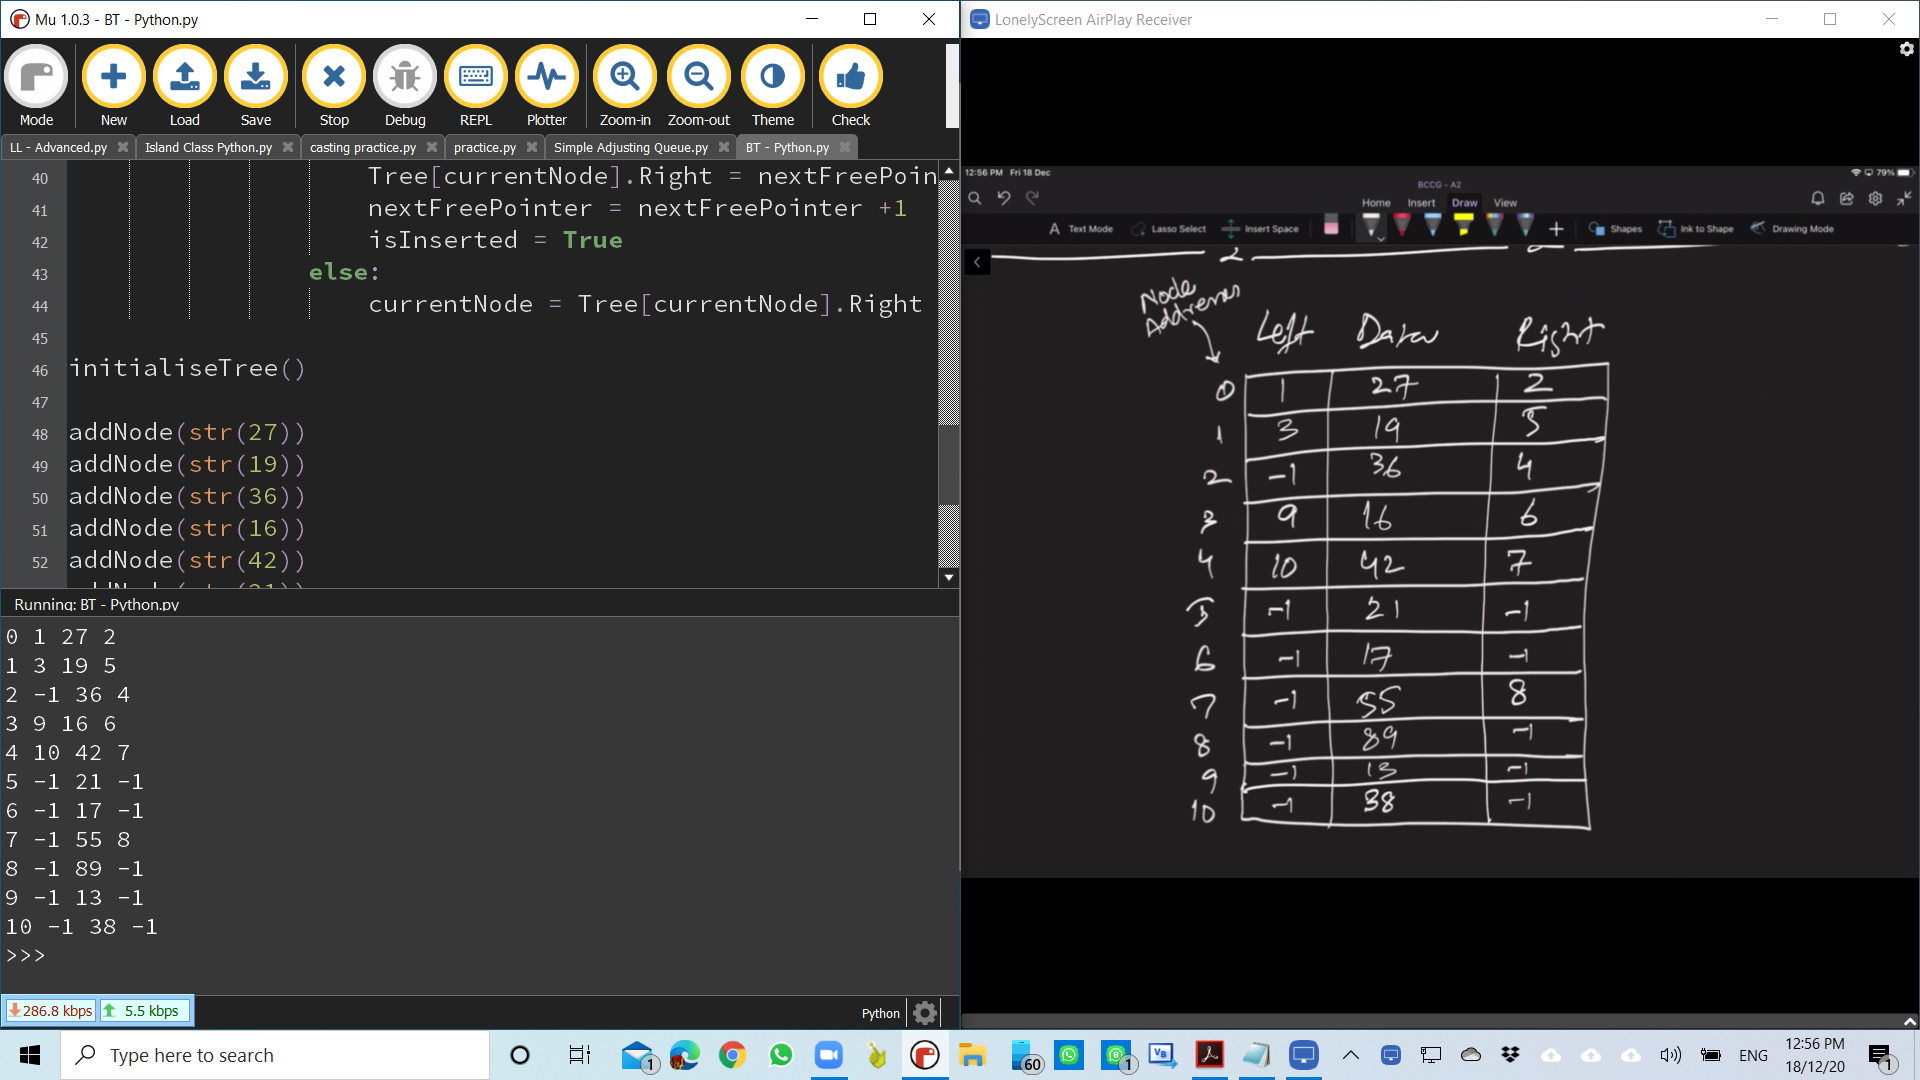 Mu 1.0.3 - BT - Python.py
Mode New Load Save Stop Debug REPL Plotter Zoom-in Zoom-out Theme Check
LL - Advanced.py Island Class Python.py casting practice.py practice.py Simple Adjusting Queue.py BT - Python.py
40 Tree[currentNode].Right = nextFreePoin
41 nextFreePointer = nextFreePointer +1
42 isInserted = True
43 else:
44 currentNode = Tree[currentNode].Right
45
46 initialiseTree()
47
48 addNode(str(27))
49 addNode(str(19))
50 addNode(str(36))
51 addNode(str(16))
52 addNode(str(42))
Running: BT - Python.py
0 1 27 2
1 3 19 5
2 -1 36 4
3 9 16 6
4 10 42 7
5 -1 21 -1
6 -1 17 -1
7 -1 55 8
8 -1 89 -1
9 -1 13 -1
10 -1 38 -1
>>>
286.8 kbps 5.5 kbps
Python
LonelyScreen AirPlay Receiver
12:56 PM Fri 18 Dec
79%
BCCG - A2
Home Insert Draw View
A Text Mode Lasso Select Insert Space Shapes Ink to Shape Drawing Mode
Node
Address
Left Data Right
0 1 27 2
1 3 19 5
2 -1 36 4
3 9 16 6
4 10 42 7
5 -1 21 -1
6 -1 17 -1
7 -1 55 8
8 -1 89 -1
9 -1 13 -1
10 -1 38 -1
Type here to search
1
60
1
VB
ENG
12:56 PM
18/12/20
1